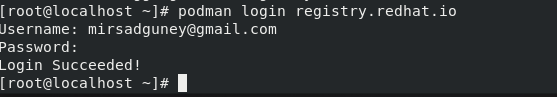 [root@localhost ~]# podman login registry.redhat.io
Username: mirsadguney@gmail.com
Password:
Login Succeeded!
[root@localhost ~]#